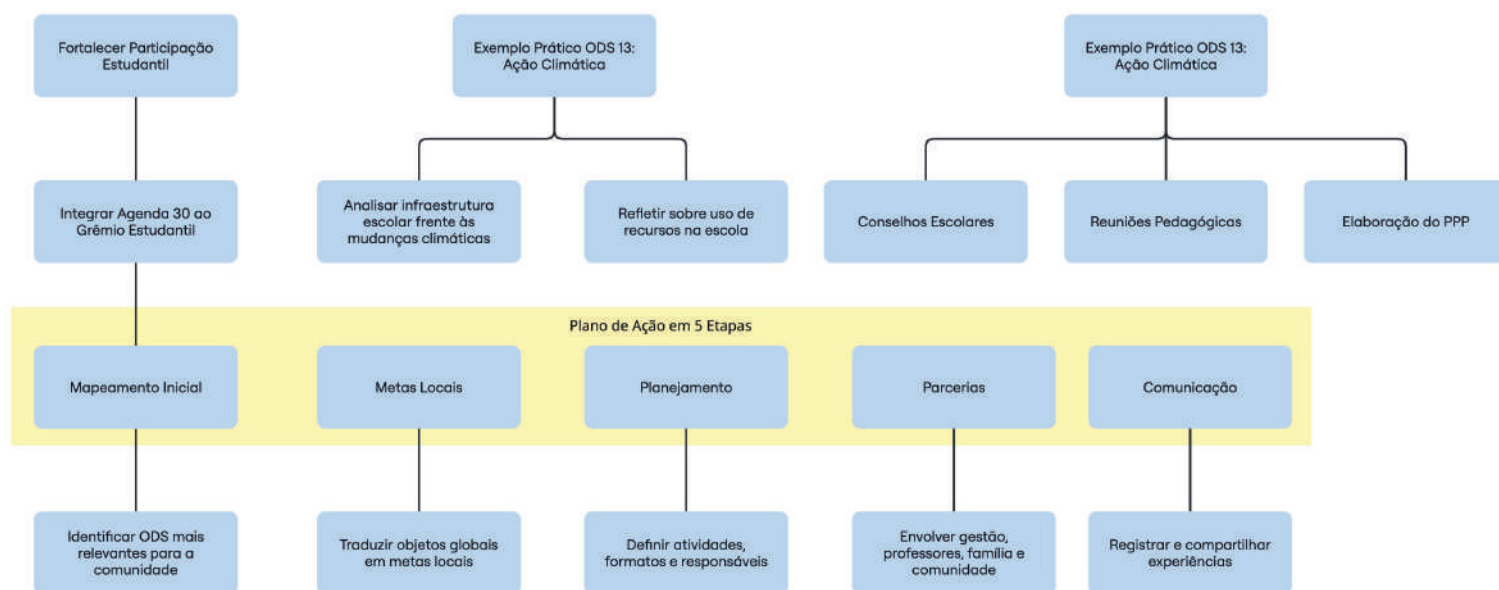 Fortalecer Participação
Estudantil
Exemplo Prático ODS 13:
Ação Climática
Exemplo Prático ODS 13:
Ação Climática
Integrar Agenda 30 ao
Grêmio Estudantil
Analisar infraestrutura
escolar frente às
mudanças climáticas
Refletir sobre uso de
recursos na escola
Conselhos Escolares
Reuniões Pedagógicas
Elaboração do PPP
Plano de Ação em 5 Etapas
Mapeamento Inicial
Metas Locais
Planejamento
Parcerias
Comunicação
Identificar ODS mais
relevantes para a
comunidade
Traduzir objetos globais
em metas locais
Definir atividades,
formatos e responsáveis
Envolver gestão,
professores, família e
comunidade
Registrar e compartilhar
experiências